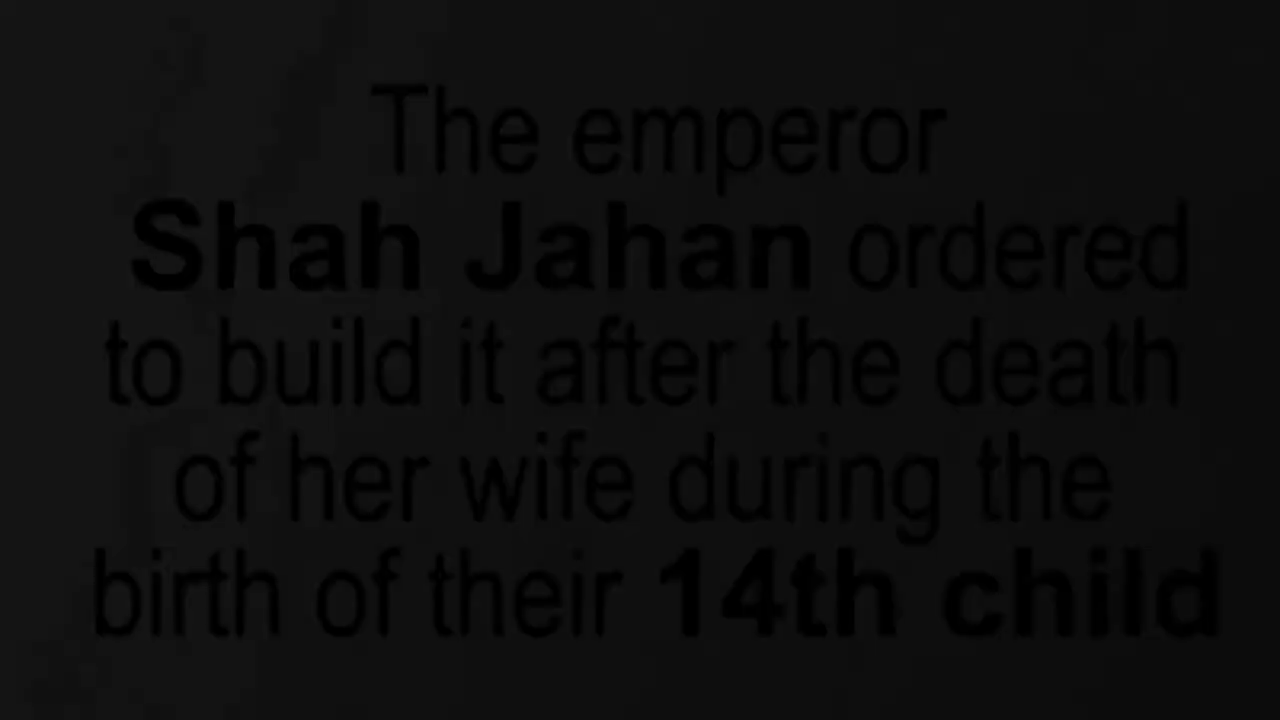 The emperor
Shah Jahan ordered
to build it after the death
of her wife during the
birth of their 14th child